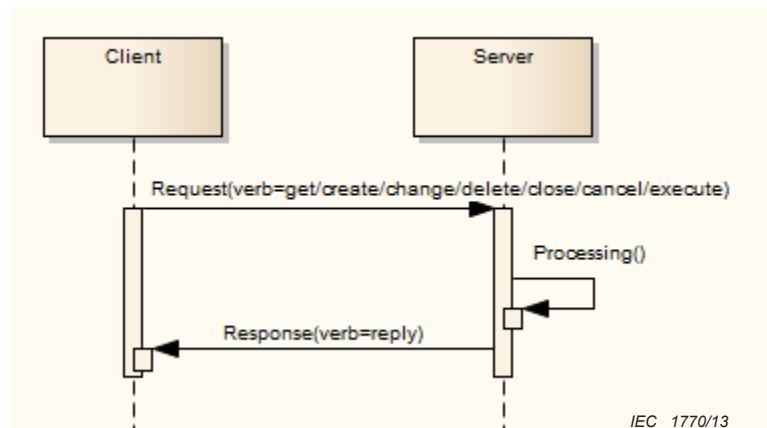 Client
Server
Request(verb=get/create/change/delete/close/cancel/execute)
Processing()
Response(verb=reply)
IEC 1770/13